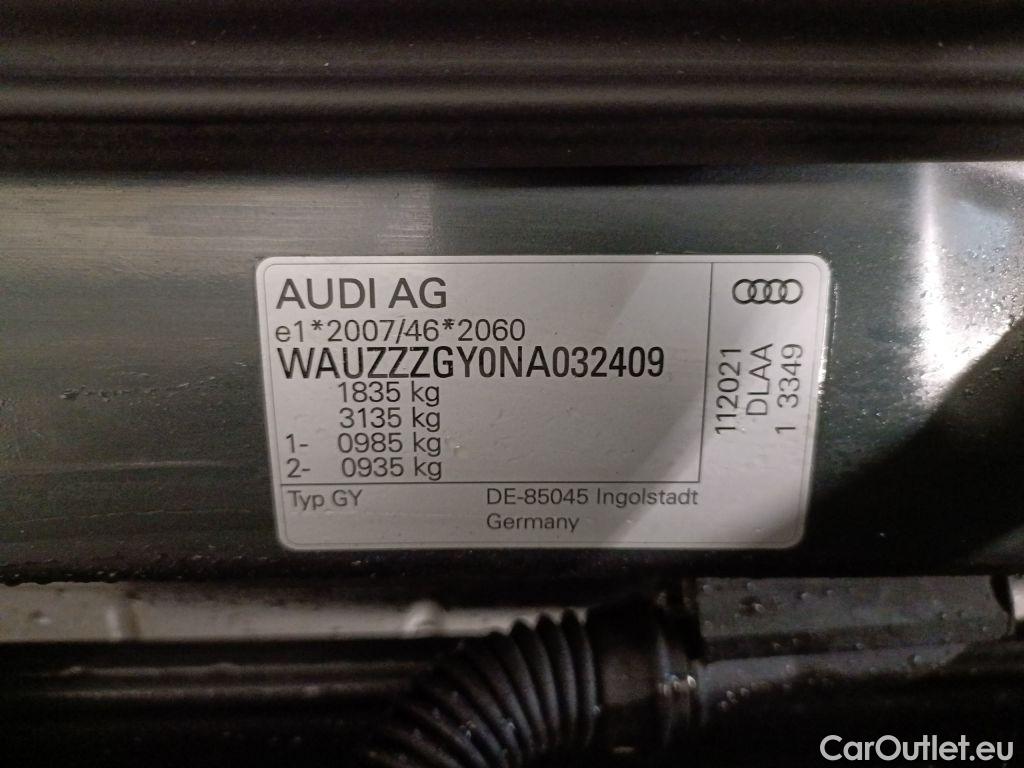 AUDI AG
e1*2007/46*2060
WAUZZZGY0NA032409
1835 kg
3135 kg
1- 0985 kg
2- 0935 kg
Typ GY
DE-85045 Ingolstadt
Germany
112021
DLAA
1 3349
CarOutlet.eu